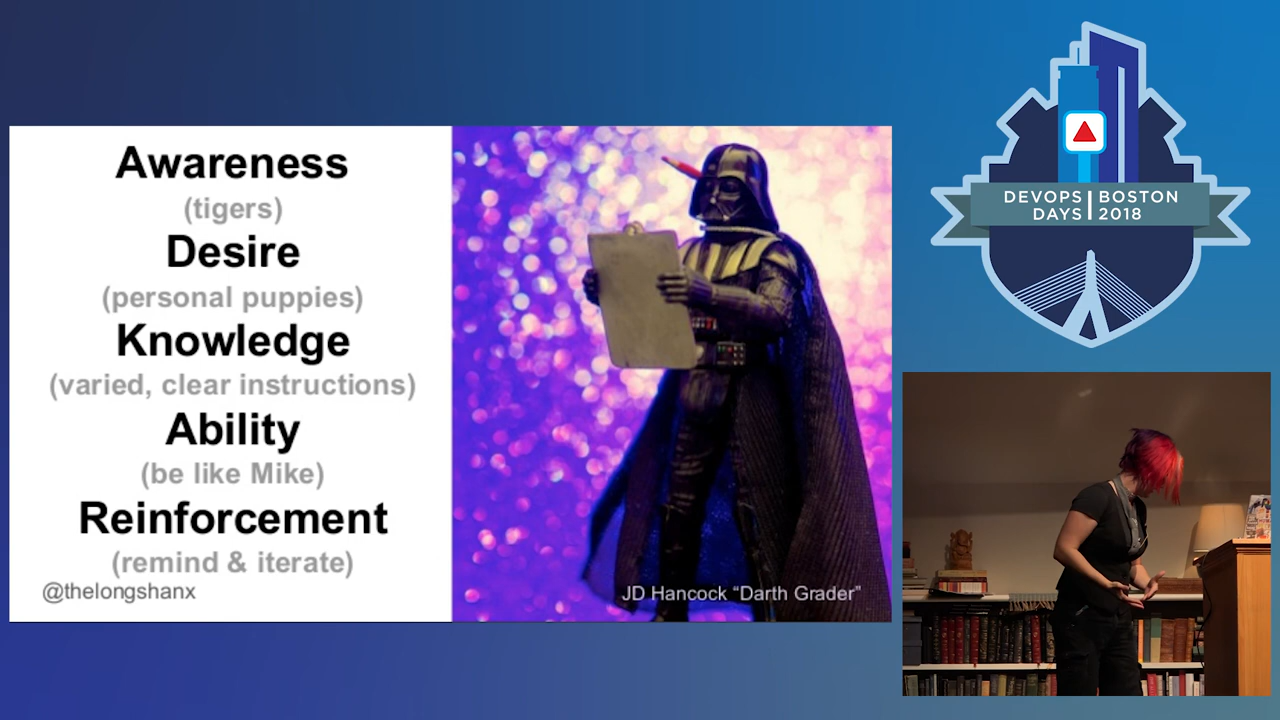 Awareness
(tigers)
Desire
(personal puppies)
Knowledge
(varied, clear instructions)
Ability
(be like Mike)
Reinforcement
(remind & iterate)
@thelongshanx
JD Hancock “Darth Grader”
DEVOPS BOSTON
DAYS 2018